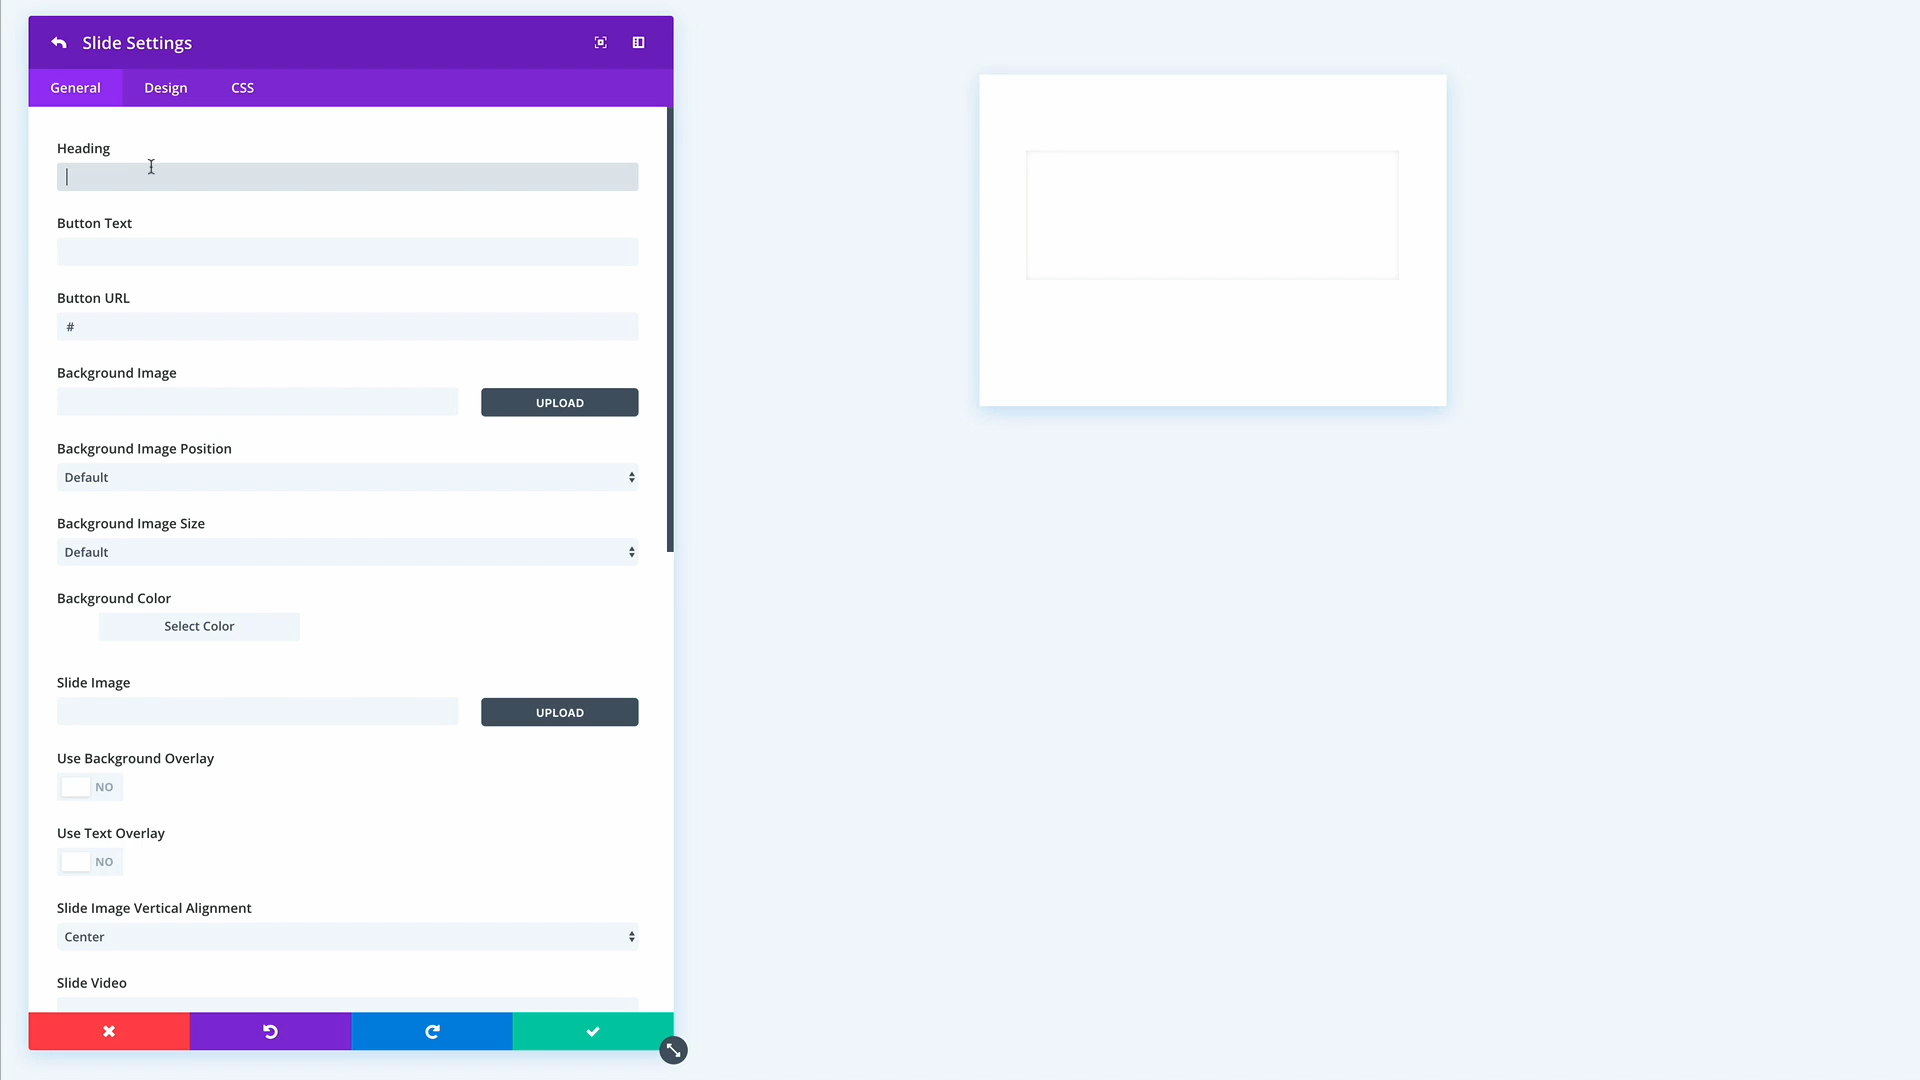 Slide Settings
General Design CSS
Heading
Button Text
Button URL
#
Background Image
UPLOAD
Background Image Position
Default
Background Image Size
Default
Background Color
Select Color
Slide Image
UPLOAD
Use Background Overlay
NO
Use Text Overlay
NO
Slide Image Vertical Alignment
Center
Slide Video